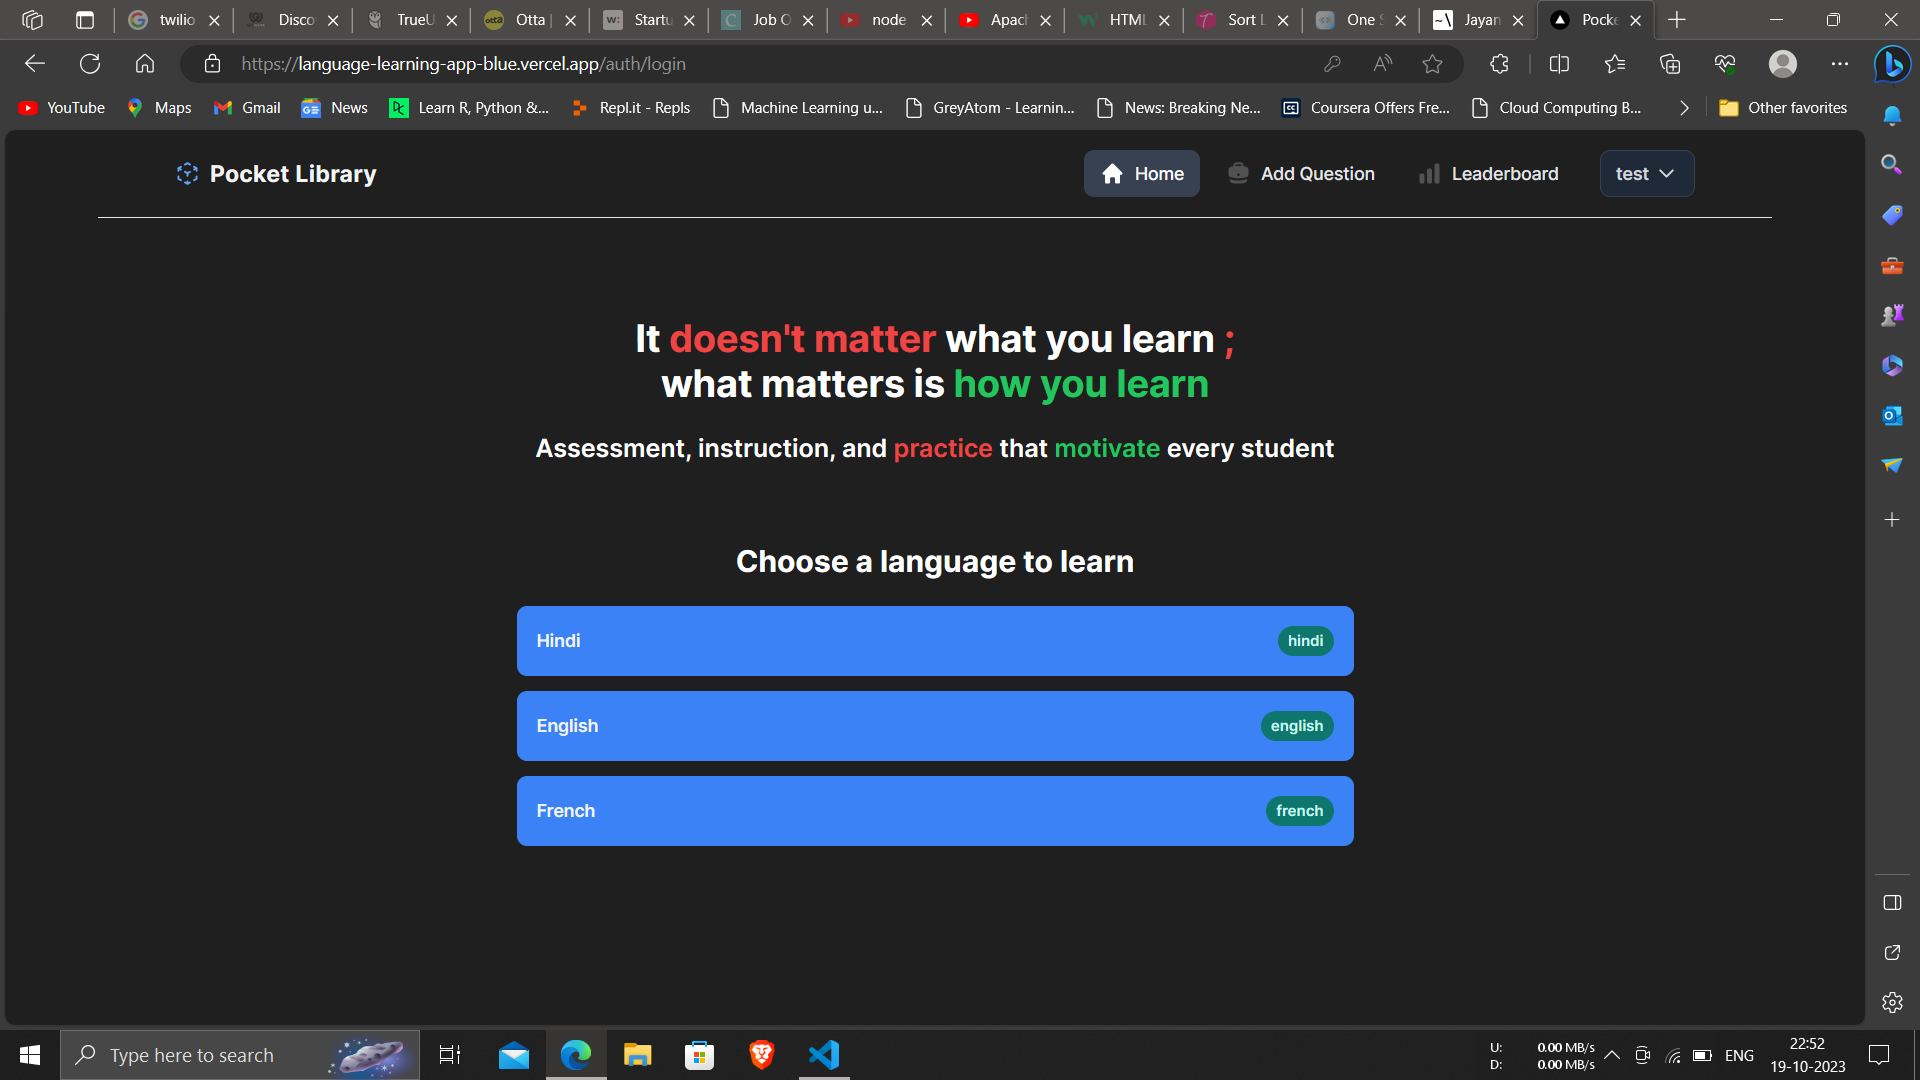 twilio
Disco
TrueU
Otta |
Startu
Job O
node
Apach
HTML
Sort L
One S
Jayan
Pocke
https://language-learning-app-blue.vercel.app/auth/login
YouTube
Maps
Gmail
News
Learn R, Python &...
Repl.it - Repls
Machine Learning u...
GreyAtom - Learnin...
News: Breaking Ne...
Coursera Offers Fre...
Cloud Computing B...
Other favorites
Pocket Library
Home
Add Question
Leaderboard
test
It doesn't matter what you learn ;
what matters is how you learn
Assessment, instruction, and practice that motivate every student
Choose a language to learn
Hindi hindi
English english
French french
Type here to search
U: 0.00 MB/s
D: 0.00 MB/s
ENG
22:52
19-10-2023